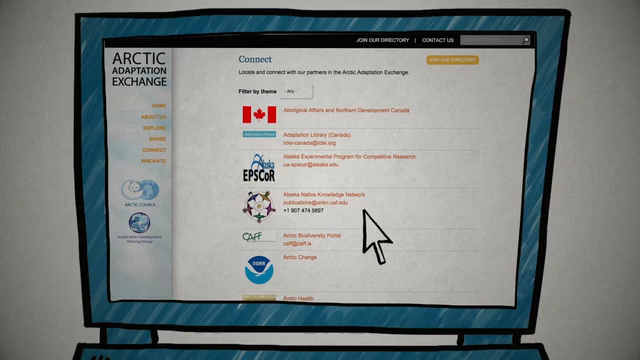 JOIN OUR DIRECTORY | CONTACT US
ARCTIC
ADAPTATION
EXCHANGE
HOME
ABOUT US
EXPLORE
SHARE
CONNECT
INNOVATE
ARCTIC COUNCIL
Sustainable Development
Working Group
Connect
JOIN OUR DIRECTORY
Locate and connect with our partners in the Arctic Adaptation Exchange.
Filter by theme
- Any -
Aboriginal Affairs and Northern Development Canada
Adaptation Library (Canada)
iclei-canada@iclei.org
Alaska Experimental Program for Competitive Research
ua-epscor@alaska.edu
Alaska
EPSCoR
Alaska Native Knowledge Network
publications@ankn.uaf.edu
+1 907 474 5897
CAFF
Arctic Biodiversity Portal
caff@caff.is
NOAA
Arctic Change
Arctic Health